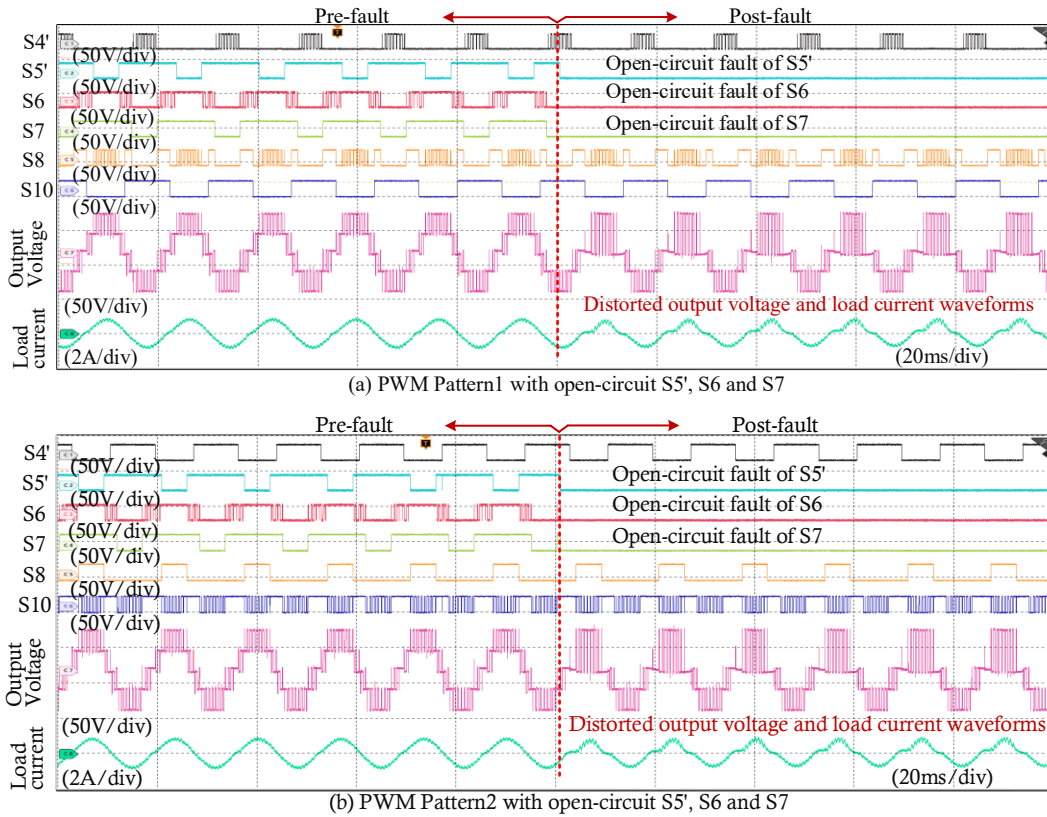 Pre-fault
Post-fault
S4'
(50V/div)
S5'
Open-circuit fault of S5'
(50V/div)
S6
Open-circuit fault of S6
(50V/div)
S7
Open-circuit fault of S7
(50V/div)
S8
(50V/div)
S10
(50V/div)
Output
Voltage
(50V/div)
Distorted output voltage and load current waveforms
Load
current
(2A/div)
(20ms/div)
(a) PWM Pattern1 with open-circuit S5', S6 and S7
Pre-fault
Post-fault
S4'
(50V/div)
S5'
Open-circuit fault of S5'
(50V/div)
S6
Open-circuit fault of S6
(50V/div)
S7
Open-circuit fault of S7
(50V/div)
S8
(50V/div)
S10
(50V/div)
Output
Voltage
(50V/div)
Distorted output voltage and load current waveforms
Load
current
(2A/div)
(20ms/div)
(b) PWM Pattern2 with open-circuit S5', S6 and S7